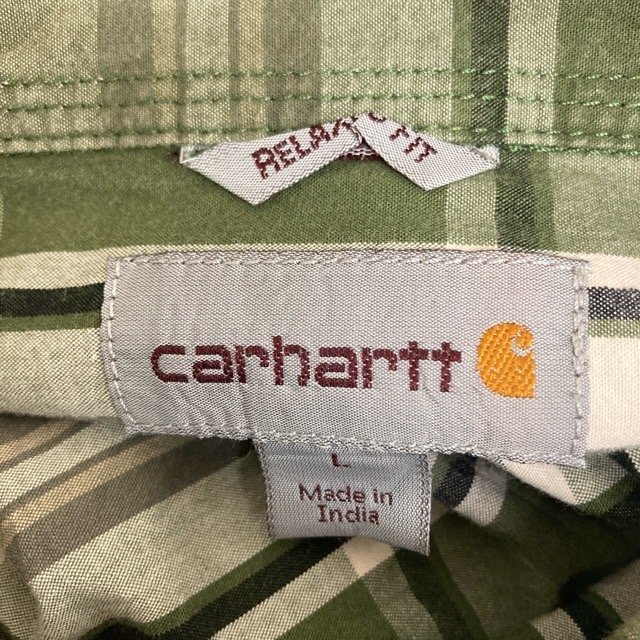 RELAX
FIT
carhartt
L
Made in
India